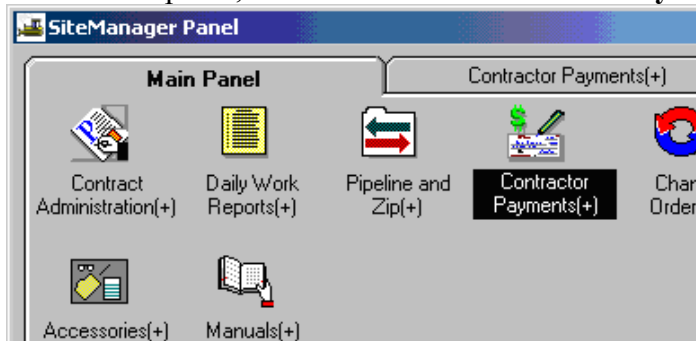 SiteManager Panel
Main Panel
Contractor Payments(+)
Contract
Administration(+)
Daily Work
Reports(+)
Pipeline and
Zip(+)
Contractor
Payments(+)
Accessories(+)
Manuals(+)